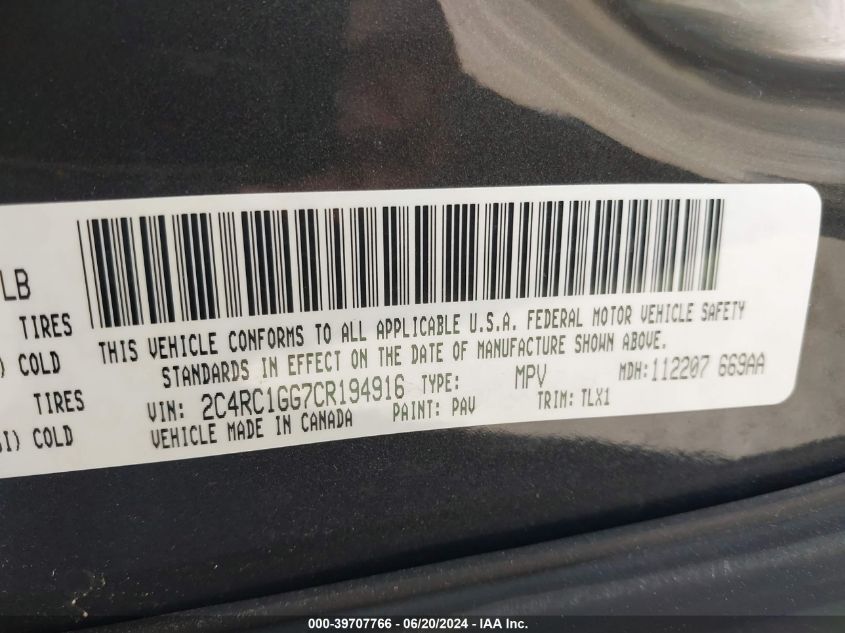 LB
TIRES
) COLD
TIRES
SI) COLD
THIS VEHICLE CONFORMS TO ALL APPLICABLE U.S.A. FEDERAL MOTOR VEHICLE SAFETY
STANDARDS IN EFFECT ON THE DATE OF MANUFACTURE SHOWN ABOVE.
VIN: 2C4RC1GG7CR194916 TYPE: MPV MDH:112207 669AA
VEHICLE MADE IN CANADA PAINT: PAV TRIM: TLX1
000-39707766 - 06/20/2024 - IAA Inc.